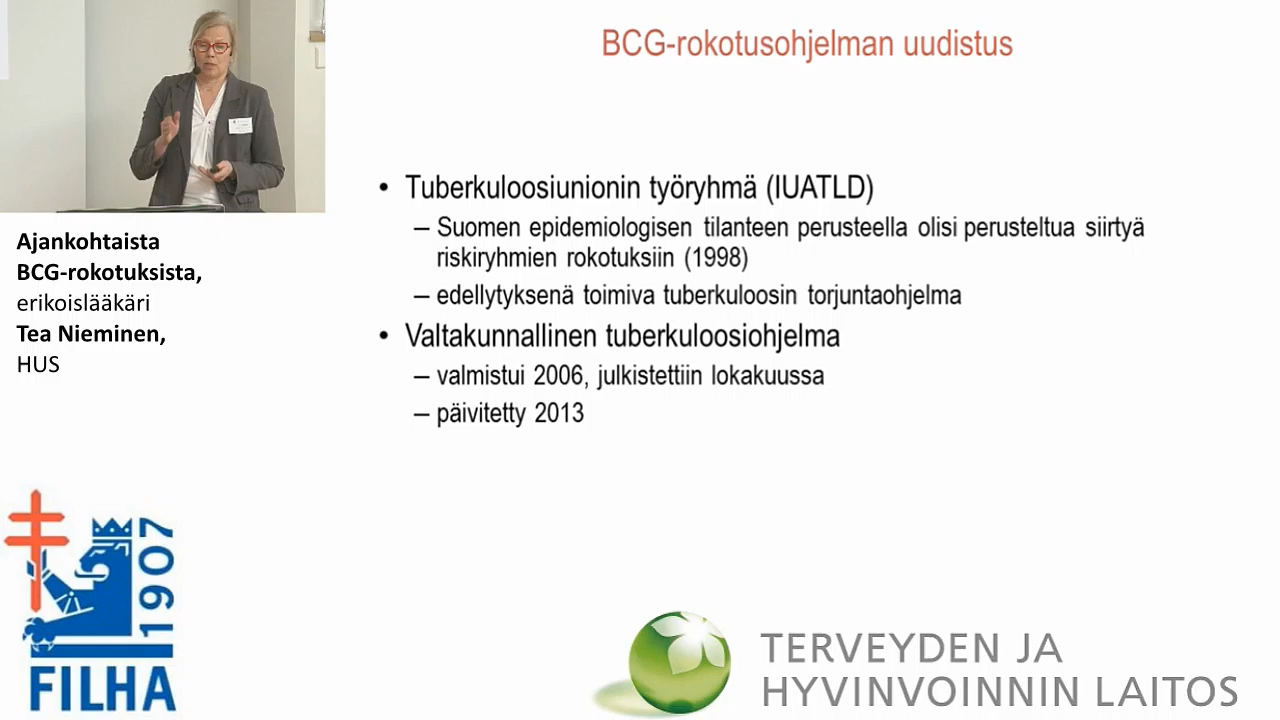 BCG-rokotusohjelman uudistus
• Tuberkuloosiunionin työryhmä (IUATLD)
– Suomen epidemiologisen tilanteen perusteella olisi perusteltua siirtyä
riskiryhmien rokotuksiin (1998)
– edellytyksenä toimiva tuberkuloosin torjuntaohjelma
• Valtakunnallinen tuberkuloosiohjelma
– valmistui 2006, julkistettiin lokakuussa
– päivitetty 2013
Ajankohtaista
BCG-rokotuksista,
erikoislääkäri
Tea Nieminen,
HUS
1907
FILHA
TERVEYDEN JA
HYVINVOINNIN LAITOS